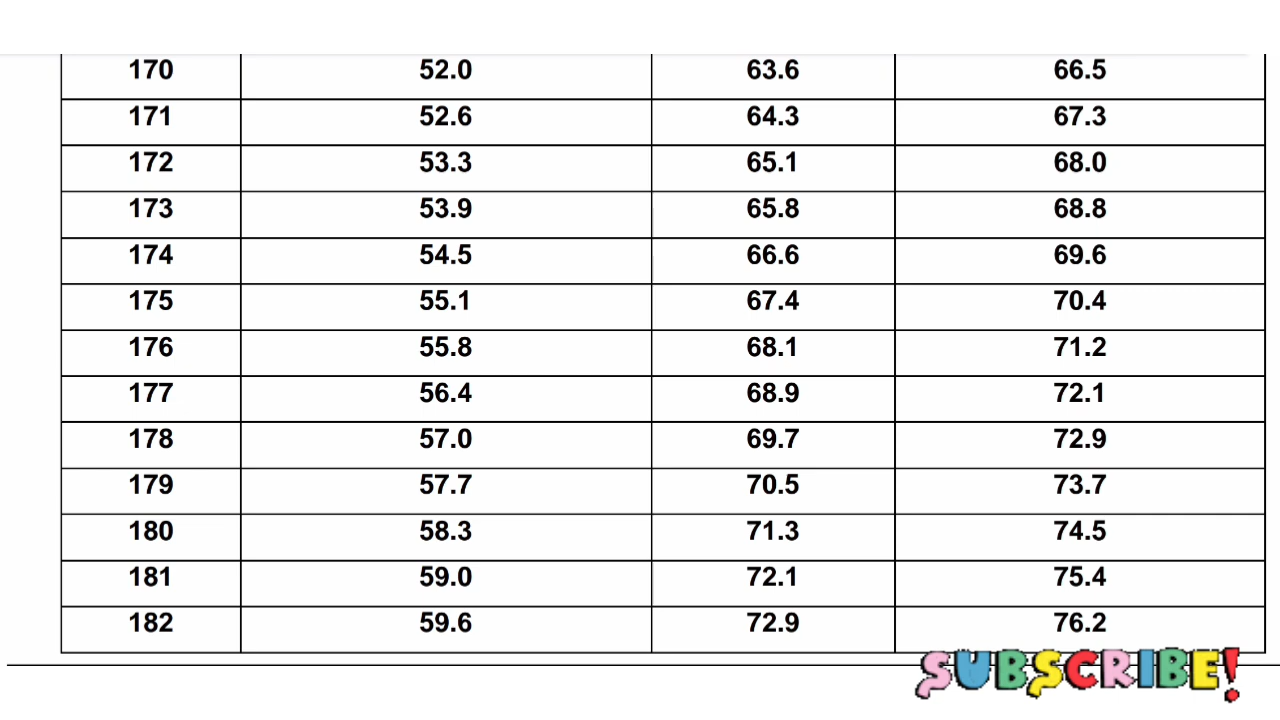 170 52.0 63.6 66.5
171 52.6 64.3 67.3
172 53.3 65.1 68.0
173 53.9 65.8 68.8
174 54.5 66.6 69.6
175 55.1 67.4 70.4
176 55.8 68.1 71.2
177 56.4 68.9 72.1
178 57.0 69.7 72.9
179 57.7 70.5 73.7
180 58.3 71.3 74.5
181 59.0 72.1 75.4
182 59.6 72.9 76.2
SUBSCRIBE!